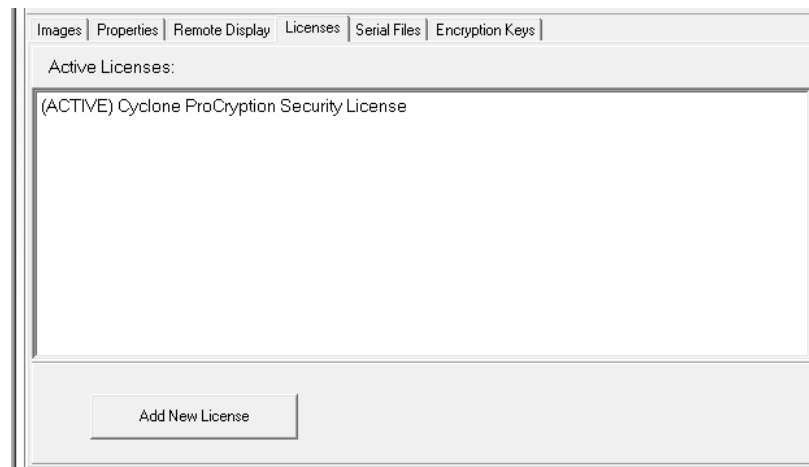 Images Properties Remote Display Licenses Serial Files Encryption Keys
Active Licenses:
(ACTIVE) Cyclone ProCryption Security License
Add New License